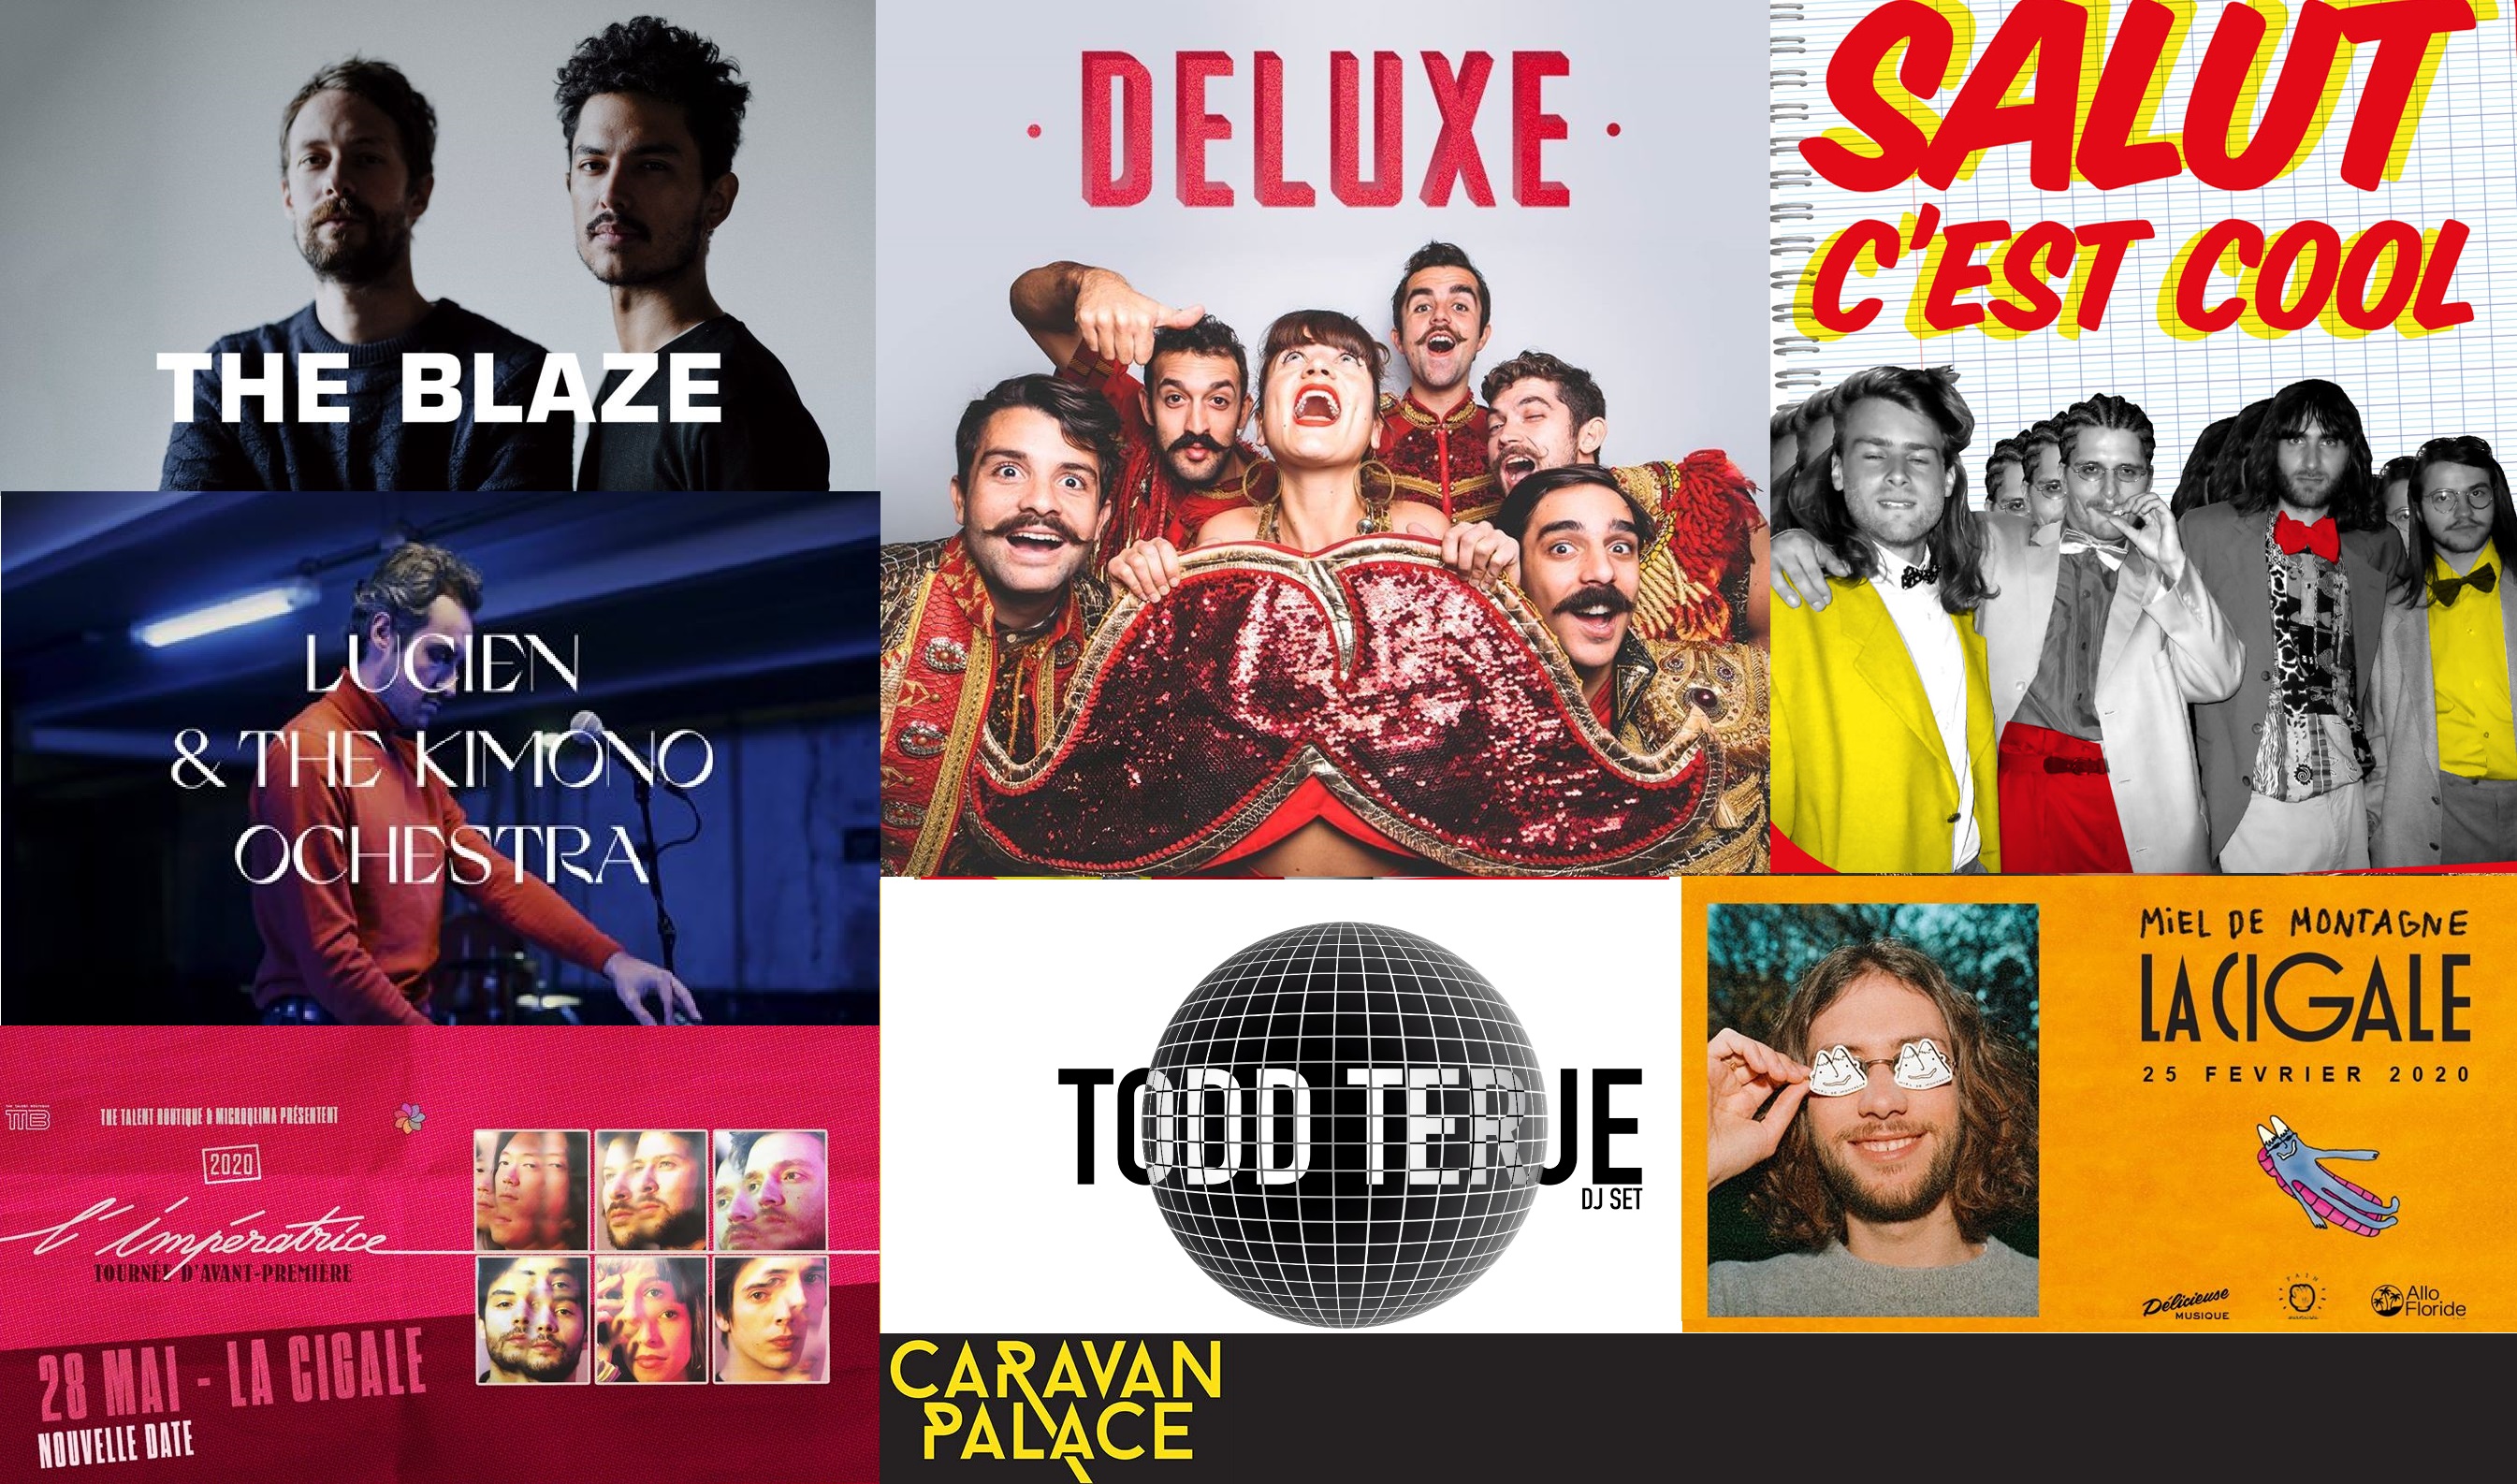 THE BLAZE
DELUXE
SALUT
C'EST COOL
LUCIEN
& THE KIMONO
OCHESTRA
THE TALENT BOUTIQUE & MICROQLIMA PRÉSENTENT
2020
l'impératrice
TOURNÉE D'AVANT-PREMIERE
28 MAI - LA CIGALE
NOUVELLE DATE
TODD TERJE
DJ SET
MiEL DE MONTAGNE
LA CIGALE
25 FEVRIER 2020
Délicieuse
MUSIQUE
Allo
Floride
CARAVAN
PALACE